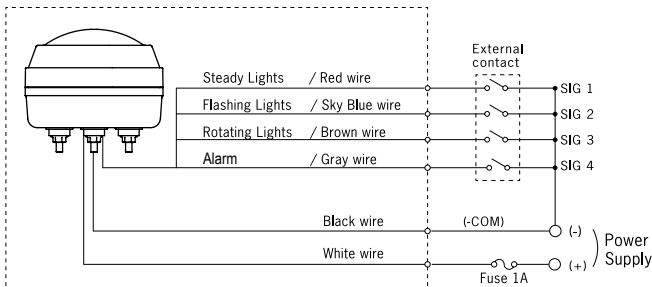 External
contact
Steady Lights / Red wire SIG 1
Flashing Lights / Sky Blue wire SIG 2
Rotating Lights / Brown wire SIG 3
Alarm / Gray wire SIG 4
Black wire (-COM) (-)
White wire (+)
Power
Supply
Fuse 1A